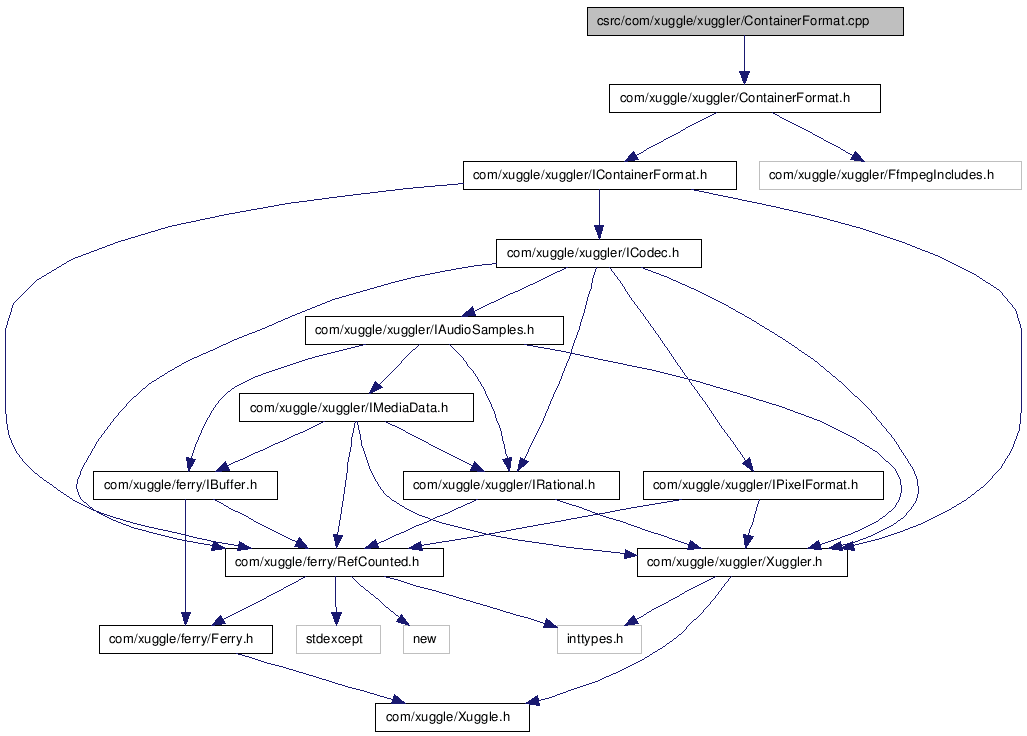 csrc/com/xuggle/xuggler/ContainerFormat.cpp
com/xuggle/xuggler/ContainerFormat.h
com/xuggle/xuggler/IContainerFormat.h
com/xuggle/xuggler/FfmpegIncludes.h
com/xuggle/xuggler/ICodec.h
com/xuggle/xuggler/IAudioSamples.h
com/xuggle/xuggler/IMediaData.h
com/xuggle/ferry/IBuffer.h
com/xuggle/xuggler/IRational.h
com/xuggle/xuggler/IPixelFormat.h
com/xuggle/ferry/RefCounted.h
com/xuggle/xuggler/Xuggler.h
com/xuggle/ferry/Ferry.h
stdexcept
new
inttypes.h
com/xuggle/Xuggle.h